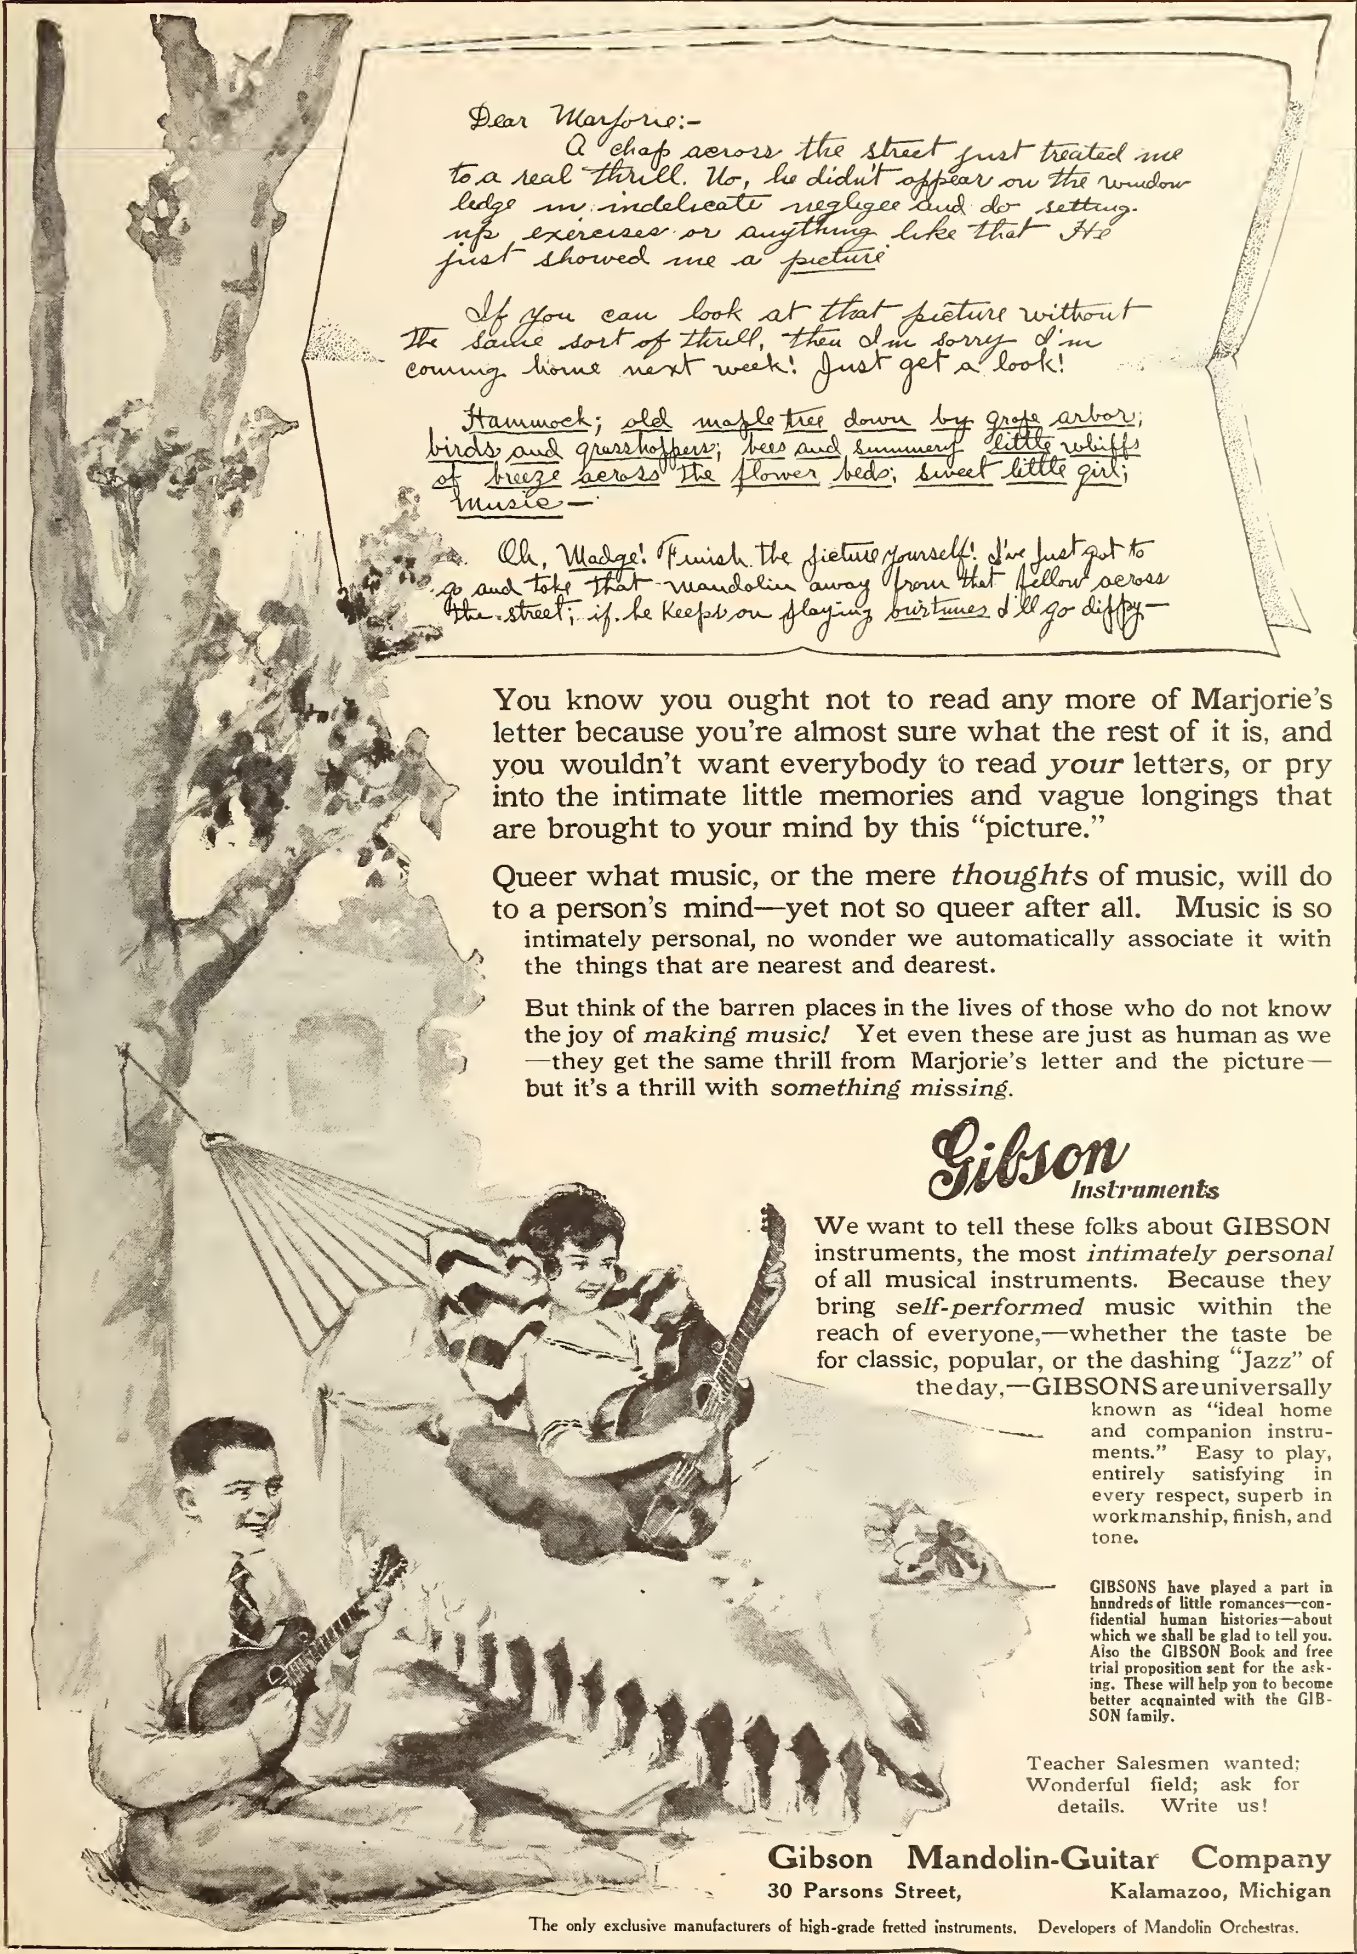 Dear Marjorie:-
A chap across the street just treated me
to a real thrill. No, he didn't appear on the window
ledge in indelicate negligee and do setting-
up exercises or anything like that He
just showed me a picture
If you can look at that picture without
the same sort of thrill, then I'm sorry I'm
coming home next week! Just get a look!
Hammock; old maple tree down by grape arbor;
birds and grasshoppers; bees and summery little whiffs
of breeze across the flower beds; sweet little girl;
Music—
Oh, Madge! Finish the picture yourself! I've just got to
go and take that mandolin away from that fellow across
the street; if he keeps on playing our tunes I'll go dippy—
You know you ought not to read any more of Marjorie's
letter because you're almost sure what the rest of it is, and
you wouldn't want everybody to read your letters, or pry
into the intimate little memories and vague longings that
are brought to your mind by this “picture.”
Queer what music, or the mere thoughts of music, will do
to a person's mind—yet not so queer after all. Music is so
intimately personal, no wonder we automatically associate it with
the things that are nearest and dearest.
But think of the barren places in the lives of those who do not know
the joy of making music! Yet even these are just as human as we
—they get the same thrill from Marjorie's letter and the picture—
but it's a thrill with something missing.
Gibson
Instruments
We want to tell these folks about GIBSON
instruments, the most intimately personal
of all musical instruments. Because they
bring self-performed music within the
reach of everyone,—whether the taste be
for classic, popular, or the dashing “Jazz” of
the day,—GIBSONS are universally
known as “ideal home
and companion instru-
ments.” Easy to play,
entirely satisfying in
every respect, superb in
workmanship, finish, and
tone.
GIBSONS have played a part in
hundreds of little romances—con-
fidential human histories—about
which we shall be glad to tell you.
Also the GIBSON Book and free
trial proposition sent for the ask-
ing. These will help you to become
better acquainted with the GIB-
SON family.
Teacher Salesmen wanted;
Wonderful field; ask for
details. Write us!
Gibson Mandolin-Guitar Company
30 Parsons Street, Kalamazoo, Michigan
The only exclusive manufacturers of high-grade fretted instruments. Developers of Mandolin Orchestras.